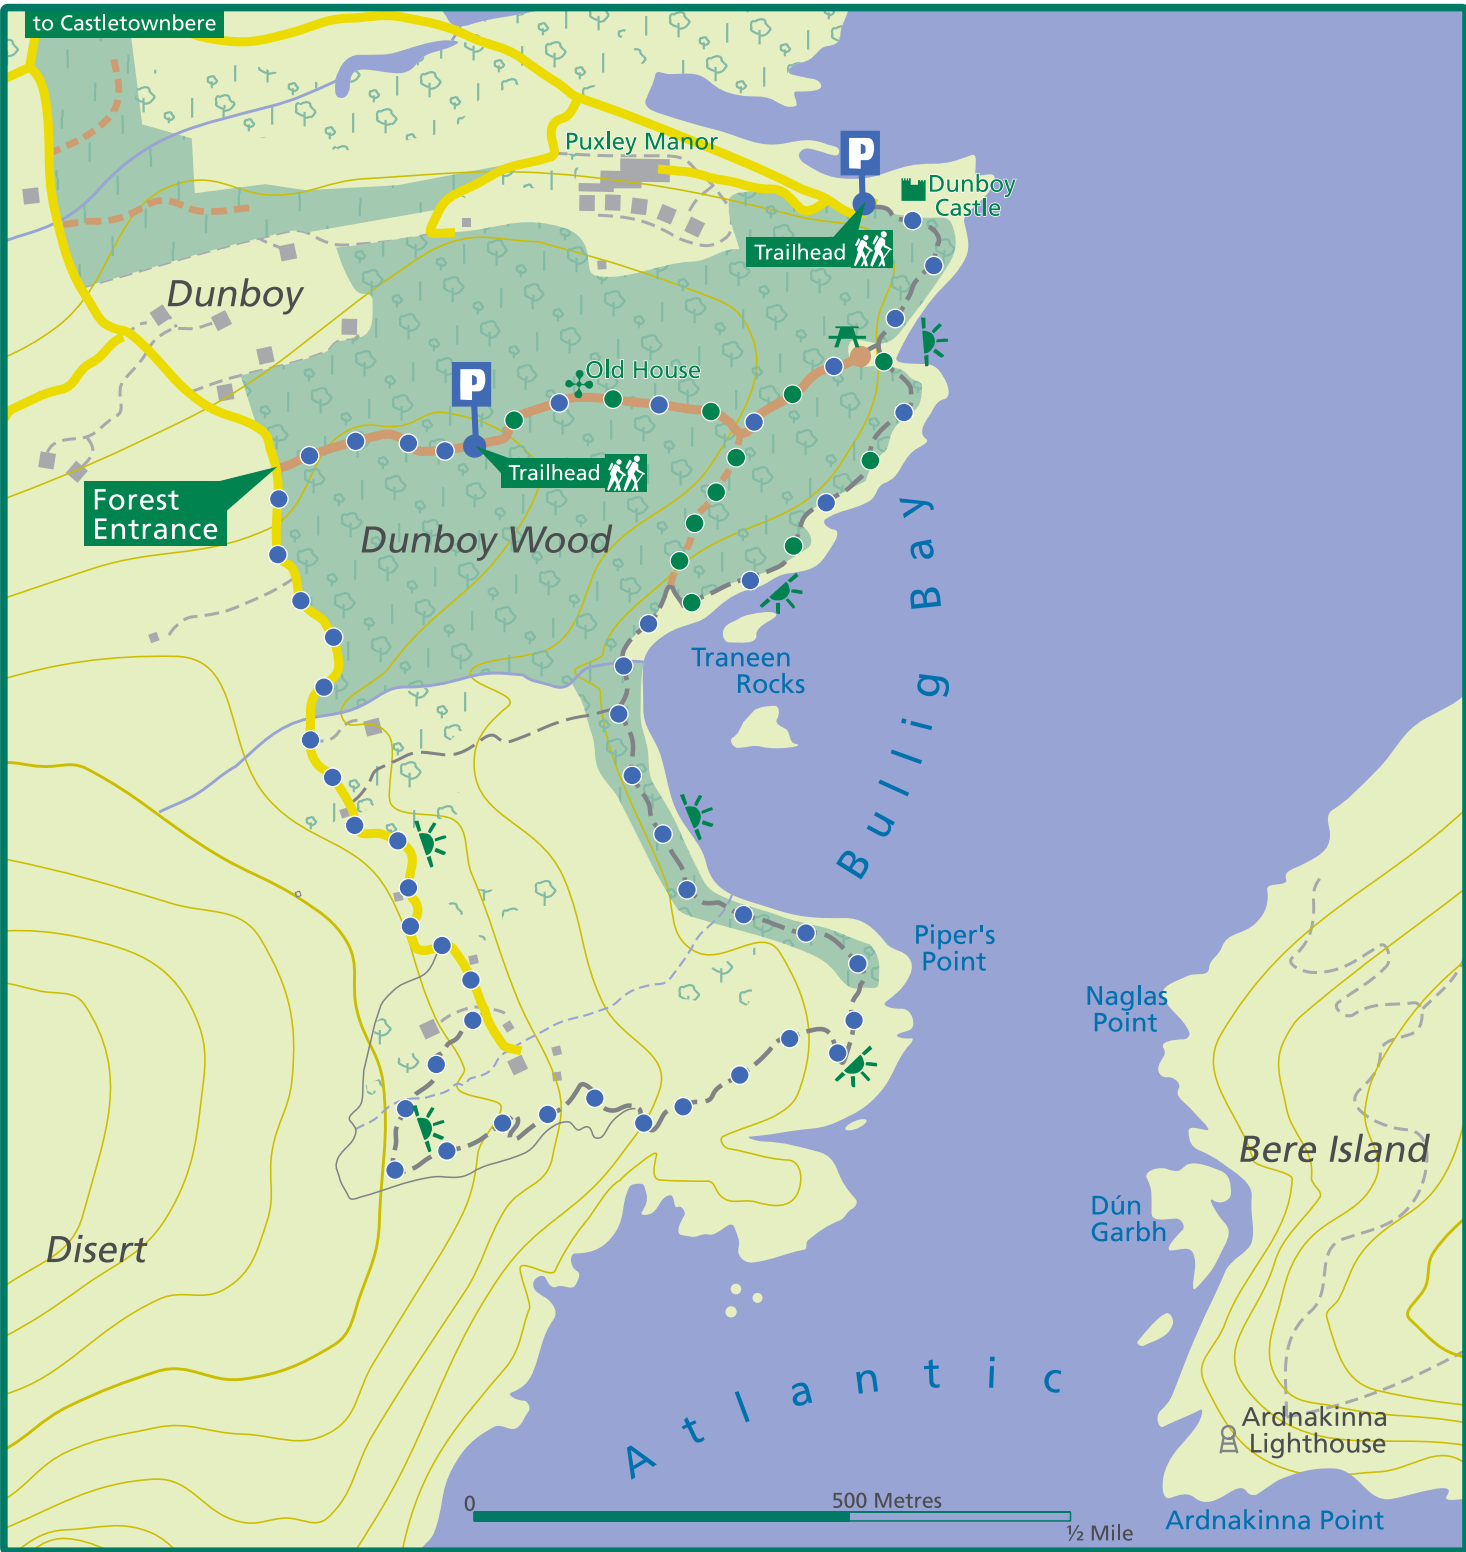 to Castletownbere
Puxley Manor
P
Dunboy
Castle
Trailhead
Dunboy
P
Old House
Trailhead
Forest
Entrance
Dunboy Wood
Traneen
Rocks
Bullig Bay
Piper's
Point
Naglas
Point
Bere Island
Dún
Garbh
Disert
Atlantic
Ardnakinna
Lighthouse
0
500 Metres
½ Mile
Ardnakinna Point